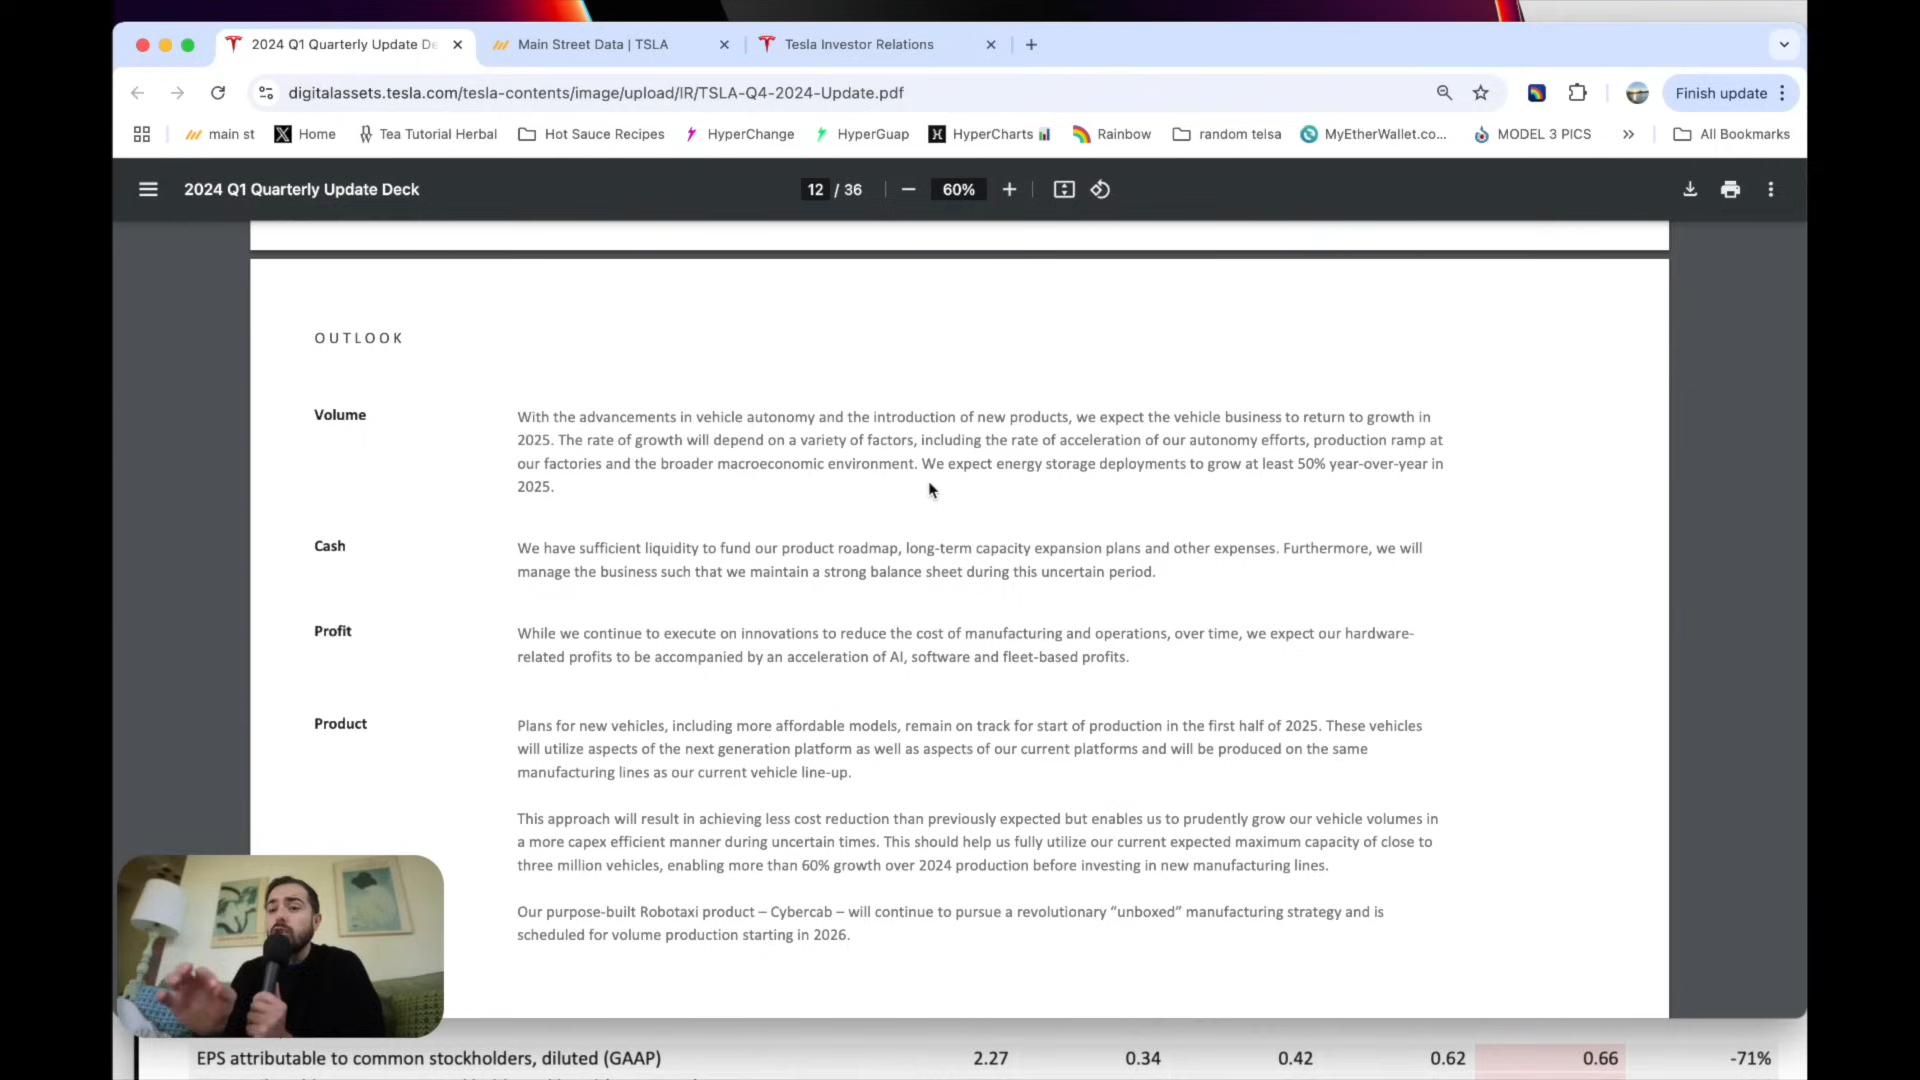 2024 Q1 Quarterly Update De
Main Street Data | TSLA
Tesla Investor Relations
digitalassets.tesla.com/tesla-contents/image/upload/IR/TSLA-Q4-2024-Update.pdf
Finish update
main st
Home
Tea Tutorial Herbal
Hot Sauce Recipes
HyperChange
HyperGuap
HyperCharts
Rainbow
random telsa
MyEtherWallet.co...
MODEL 3 PICS
All Bookmarks
2024 Q1 Quarterly Update Deck
12 / 36
60%
OUTLOOK
Volume
With the advancements in vehicle autonomy and the introduction of new products, we expect the vehicle business to return to growth in
2025. The rate of growth will depend on a variety of factors, including the rate of acceleration of our autonomy efforts, production ramp at
our factories and the broader macroeconomic environment. We expect energy storage deployments to grow at least 50% year-over-year in
2025.
Cash
We have sufficient liquidity to fund our product roadmap, long-term capacity expansion plans and other expenses. Furthermore, we will
manage the business such that we maintain a strong balance sheet during this uncertain period.
Profit
While we continue to execute on innovations to reduce the cost of manufacturing and operations, over time, we expect our hardware-
related profits to be accompanied by an acceleration of AI, software and fleet-based profits.
Product
Plans for new vehicles, including more affordable models, remain on track for start of production in the first half of 2025. These vehicles
will utilize aspects of the next generation platform as well as aspects of our current platforms and will be produced on the same
manufacturing lines as our current vehicle line-up.
This approach will result in achieving less cost reduction than previously expected but enables us to prudently grow our vehicle volumes in
a more capex efficient manner during uncertain times. This should help us fully utilize our current expected maximum capacity of close to
three million vehicles, enabling more than 60% growth over 2024 production before investing in new manufacturing lines.
Our purpose-built Robotaxi product – Cybercab – will continue to pursue a revolutionary “unboxed” manufacturing strategy and is
scheduled for volume production starting in 2026.
EPS attributable to common stockholders, diluted (GAAP) 2.27 0.34 0.42 0.62 0.66 -71%